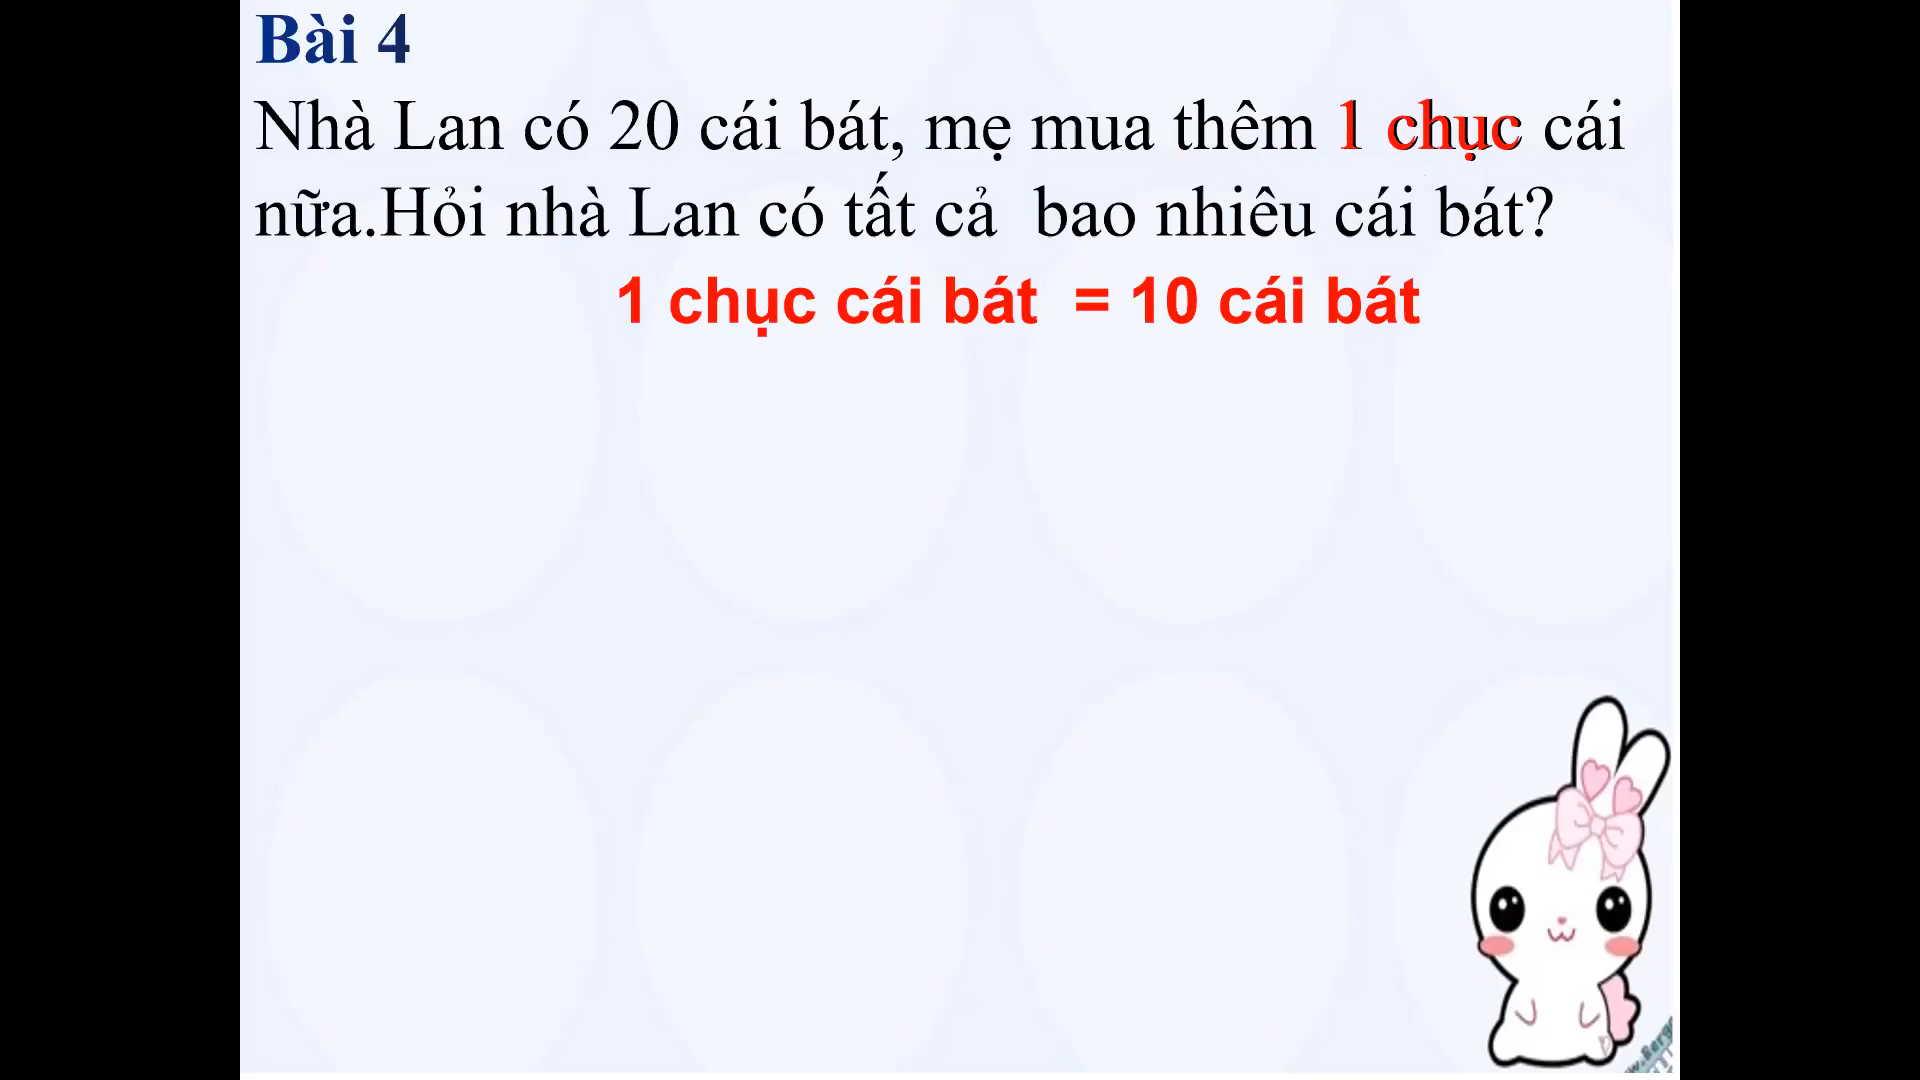 Bài 4
Nhà Lan có 20 cái bát, mẹ mua thêm 1 chục cái
nữa.Hỏi nhà Lan có tất cả bao nhiêu cái bát?
1 chục cái bát = 10 cái bát